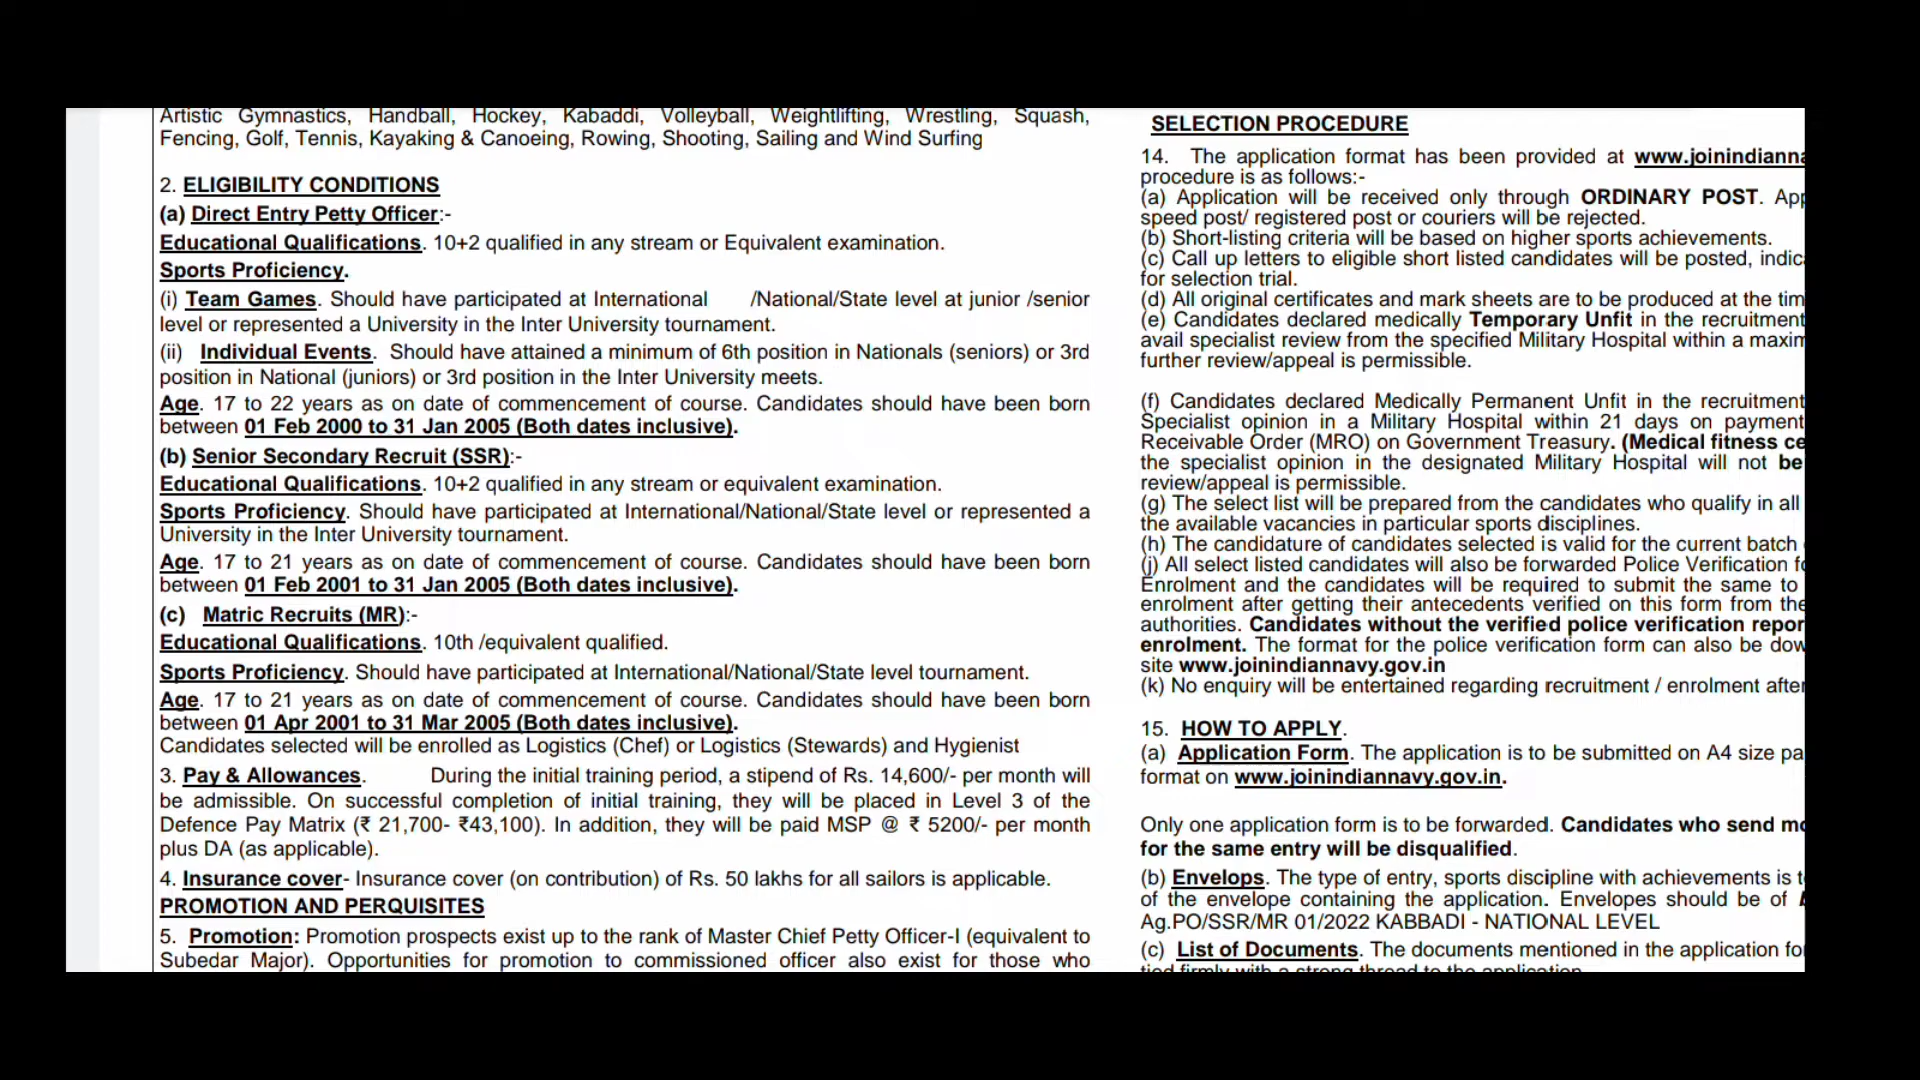 Artistic Gymnastics, Handball, Hockey, Kabaddi, Volleyball, Weightlifting, Wrestling, Squash,
Fencing, Golf, Tennis, Kayaking & Canoeing, Rowing, Shooting, Sailing and Wind Surfing
2. ELIGIBILITY CONDITIONS
(a) Direct Entry Petty Officer:-
Educational Qualifications. 10+2 qualified in any stream or Equivalent examination.
Sports Proficiency.
(i) Team Games. Should have participated at International /National/State level at junior /senior
level or represented a University in the Inter University tournament.
(ii) Individual Events. Should have attained a minimum of 6th position in Nationals (seniors) or 3rd
position in National (juniors) or 3rd position in the Inter University meets.
Age. 17 to 22 years as on date of commencement of course. Candidates should have been born
between 01 Feb 2000 to 31 Jan 2005 (Both dates inclusive).
(b) Senior Secondary Recruit (SSR):-
Educational Qualifications. 10+2 qualified in any stream or equivalent examination.
Sports Proficiency. Should have participated at International/National/State level or represented a
University in the Inter University tournament.
Age. 17 to 21 years as on date of commencement of course. Candidates should have been born
between 01 Feb 2001 to 31 Jan 2005 (Both dates inclusive).
(c) Matric Recruits (MR):-
Educational Qualifications. 10th /equivalent qualified.
Sports Proficiency. Should have participated at International/National/State level tournament.
Age. 17 to 21 years as on date of commencement of course. Candidates should have been born
between 01 Apr 2001 to 31 Mar 2005 (Both dates inclusive).
Candidates selected will be enrolled as Logistics (Chef) or Logistics (Stewards) and Hygienist
3. Pay & Allowances. During the initial training period, a stipend of Rs. 14,600/- per month will
be admissible. On successful completion of initial training, they will be placed in Level 3 of the
Defence Pay Matrix (₹ 21,700- ₹43,100). In addition, they will be paid MSP @ ₹ 5200/- per month
plus DA (as applicable).
4. Insurance cover- Insurance cover (on contribution) of Rs. 50 lakhs for all sailors is applicable.
PROMOTION AND PERQUISITES
5. Promotion: Promotion prospects exist up to the rank of Master Chief Petty Officer-I (equivalent to
Subedar Major). Opportunities for promotion to commissioned officer also exist for those who
SELECTION PROCEDURE
14. The application format has been provided at www.joinindianna
procedure is as follows:-
(a) Application will be received only through ORDINARY POST. App
speed post/ registered post or couriers will be rejected.
(b) Short-listing criteria will be based on higher sports achievements.
(c) Call up letters to eligible short listed candidates will be posted, indica
for selection trial.
(d) All original certificates and mark sheets are to be produced at the tim
(e) Candidates declared medically Temporary Unfit in the recruitment
avail specialist review from the specified Military Hospital within a maxim
further review/appeal is permissible.
(f) Candidates declared Medically Permanent Unfit in the recruitment
Specialist opinion in a Military Hospital within 21 days on payment
Receivable Order (MRO) on Government Treasury. (Medical fitness ce
the specialist opinion in the designated Military Hospital will not be
review/appeal is permissible.
(g) The select list will be prepared from the candidates who qualify in all
the available vacancies in particular sports disciplines.
(h) The candidature of candidates selected is valid for the current batch
(j) All select listed candidates will also be forwarded Police Verification fo
Enrolment and the candidates will be required to submit the same to
enrolment after getting their antecedents verified on this form from the
authorities. Candidates without the verified police verification repor
enrolment. The format for the police verification form can also be dow
site www.joinindiannavy.gov.in
(k) No enquiry will be entertained regarding recruitment / enrolment after
15. HOW TO APPLY.
(a) Application Form. The application is to be submitted on A4 size pa
format on www.joinindiannavy.gov.in.
Only one application form is to be forwarded. Candidates who send mo
for the same entry will be disqualified.
(b) Envelops. The type of entry, sports discipline with achievements is t
of the envelope containing the application. Envelopes should be of
Ag.PO/SSR/MR 01/2022 KABBADI - NATIONAL LEVEL
(c) List of Documents. The documents mentioned in the application fo
tied firmly with a strong thread to the application